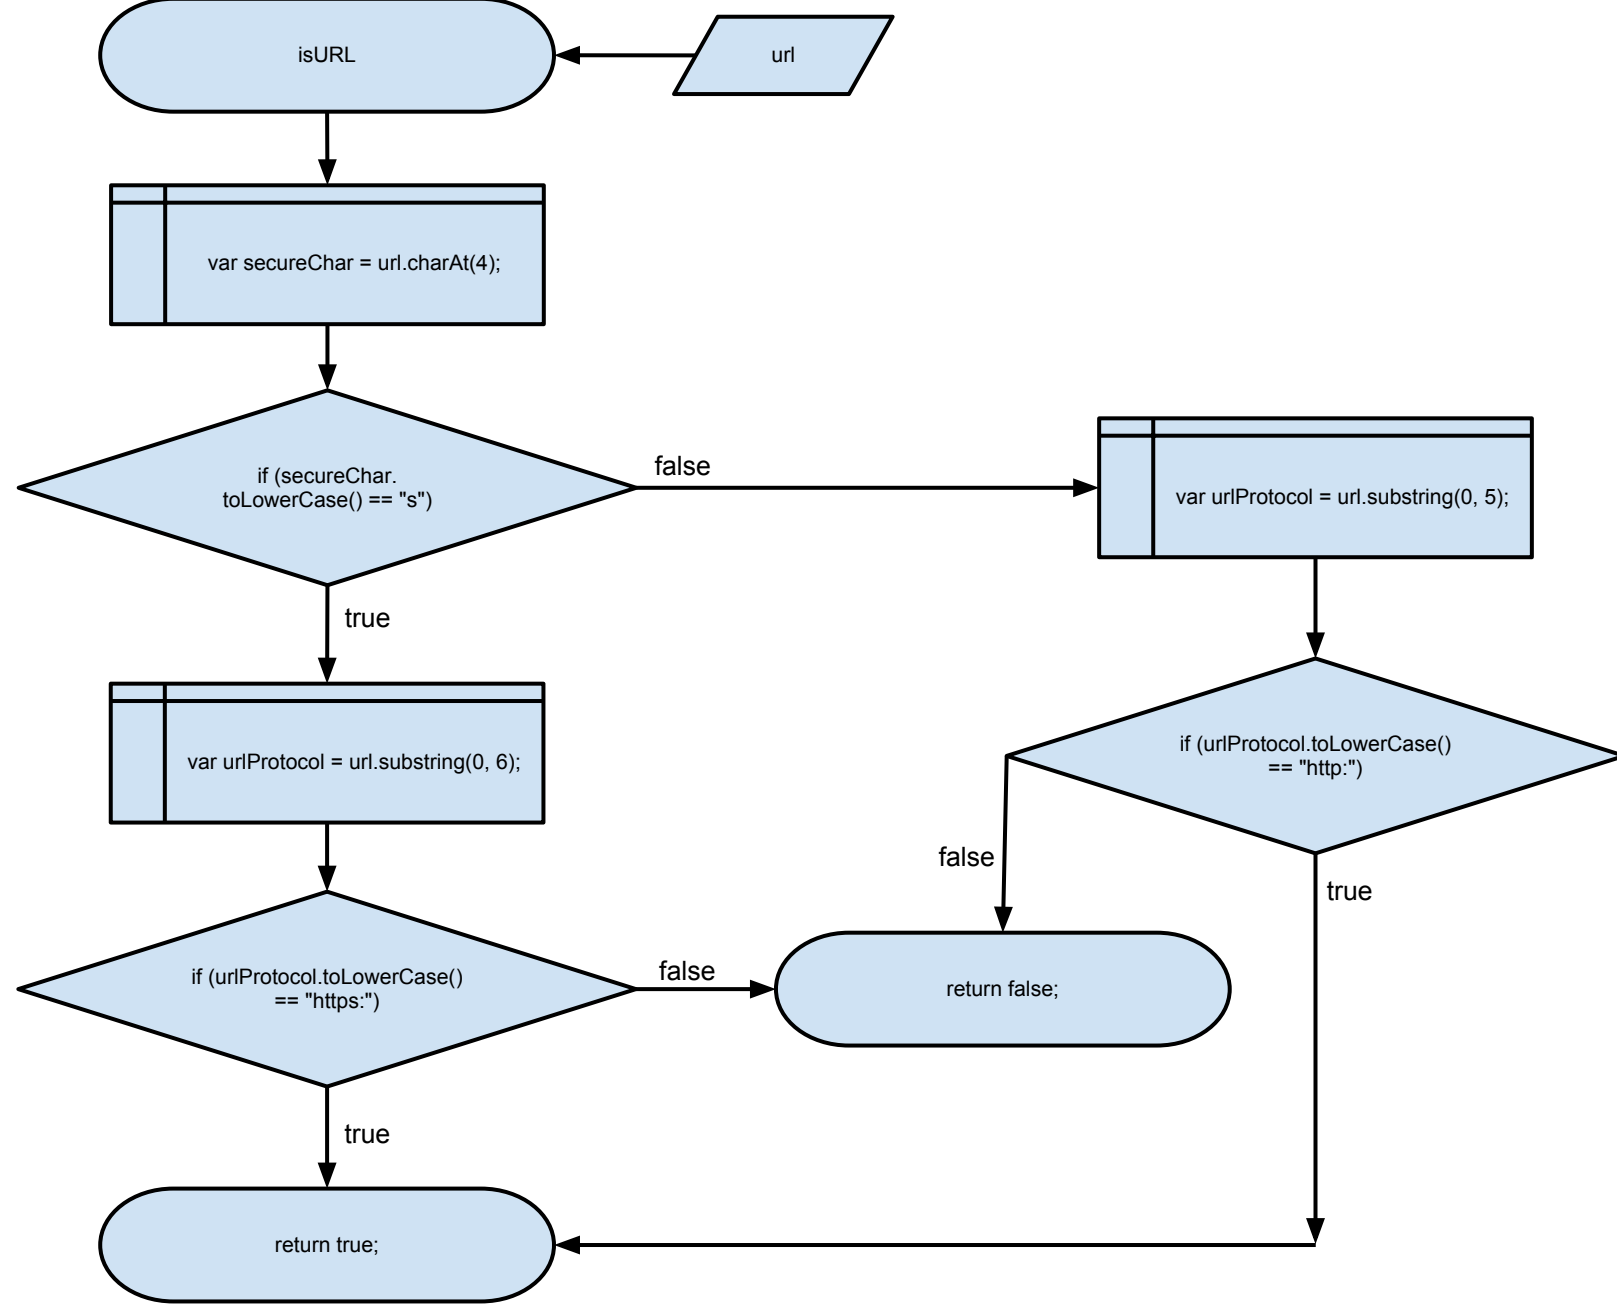 isURL
url
var secureChar = url.charAt(4);
if (secureChar.
toLowerCase() == "s")
false
var urlProtocol = url.substring(0, 5);
true
var urlProtocol = url.substring(0, 6);
if (urlProtocol.toLowerCase()
== "http:")
false
true
if (urlProtocol.toLowerCase()
== "https:")
false
return false;
true
return true;